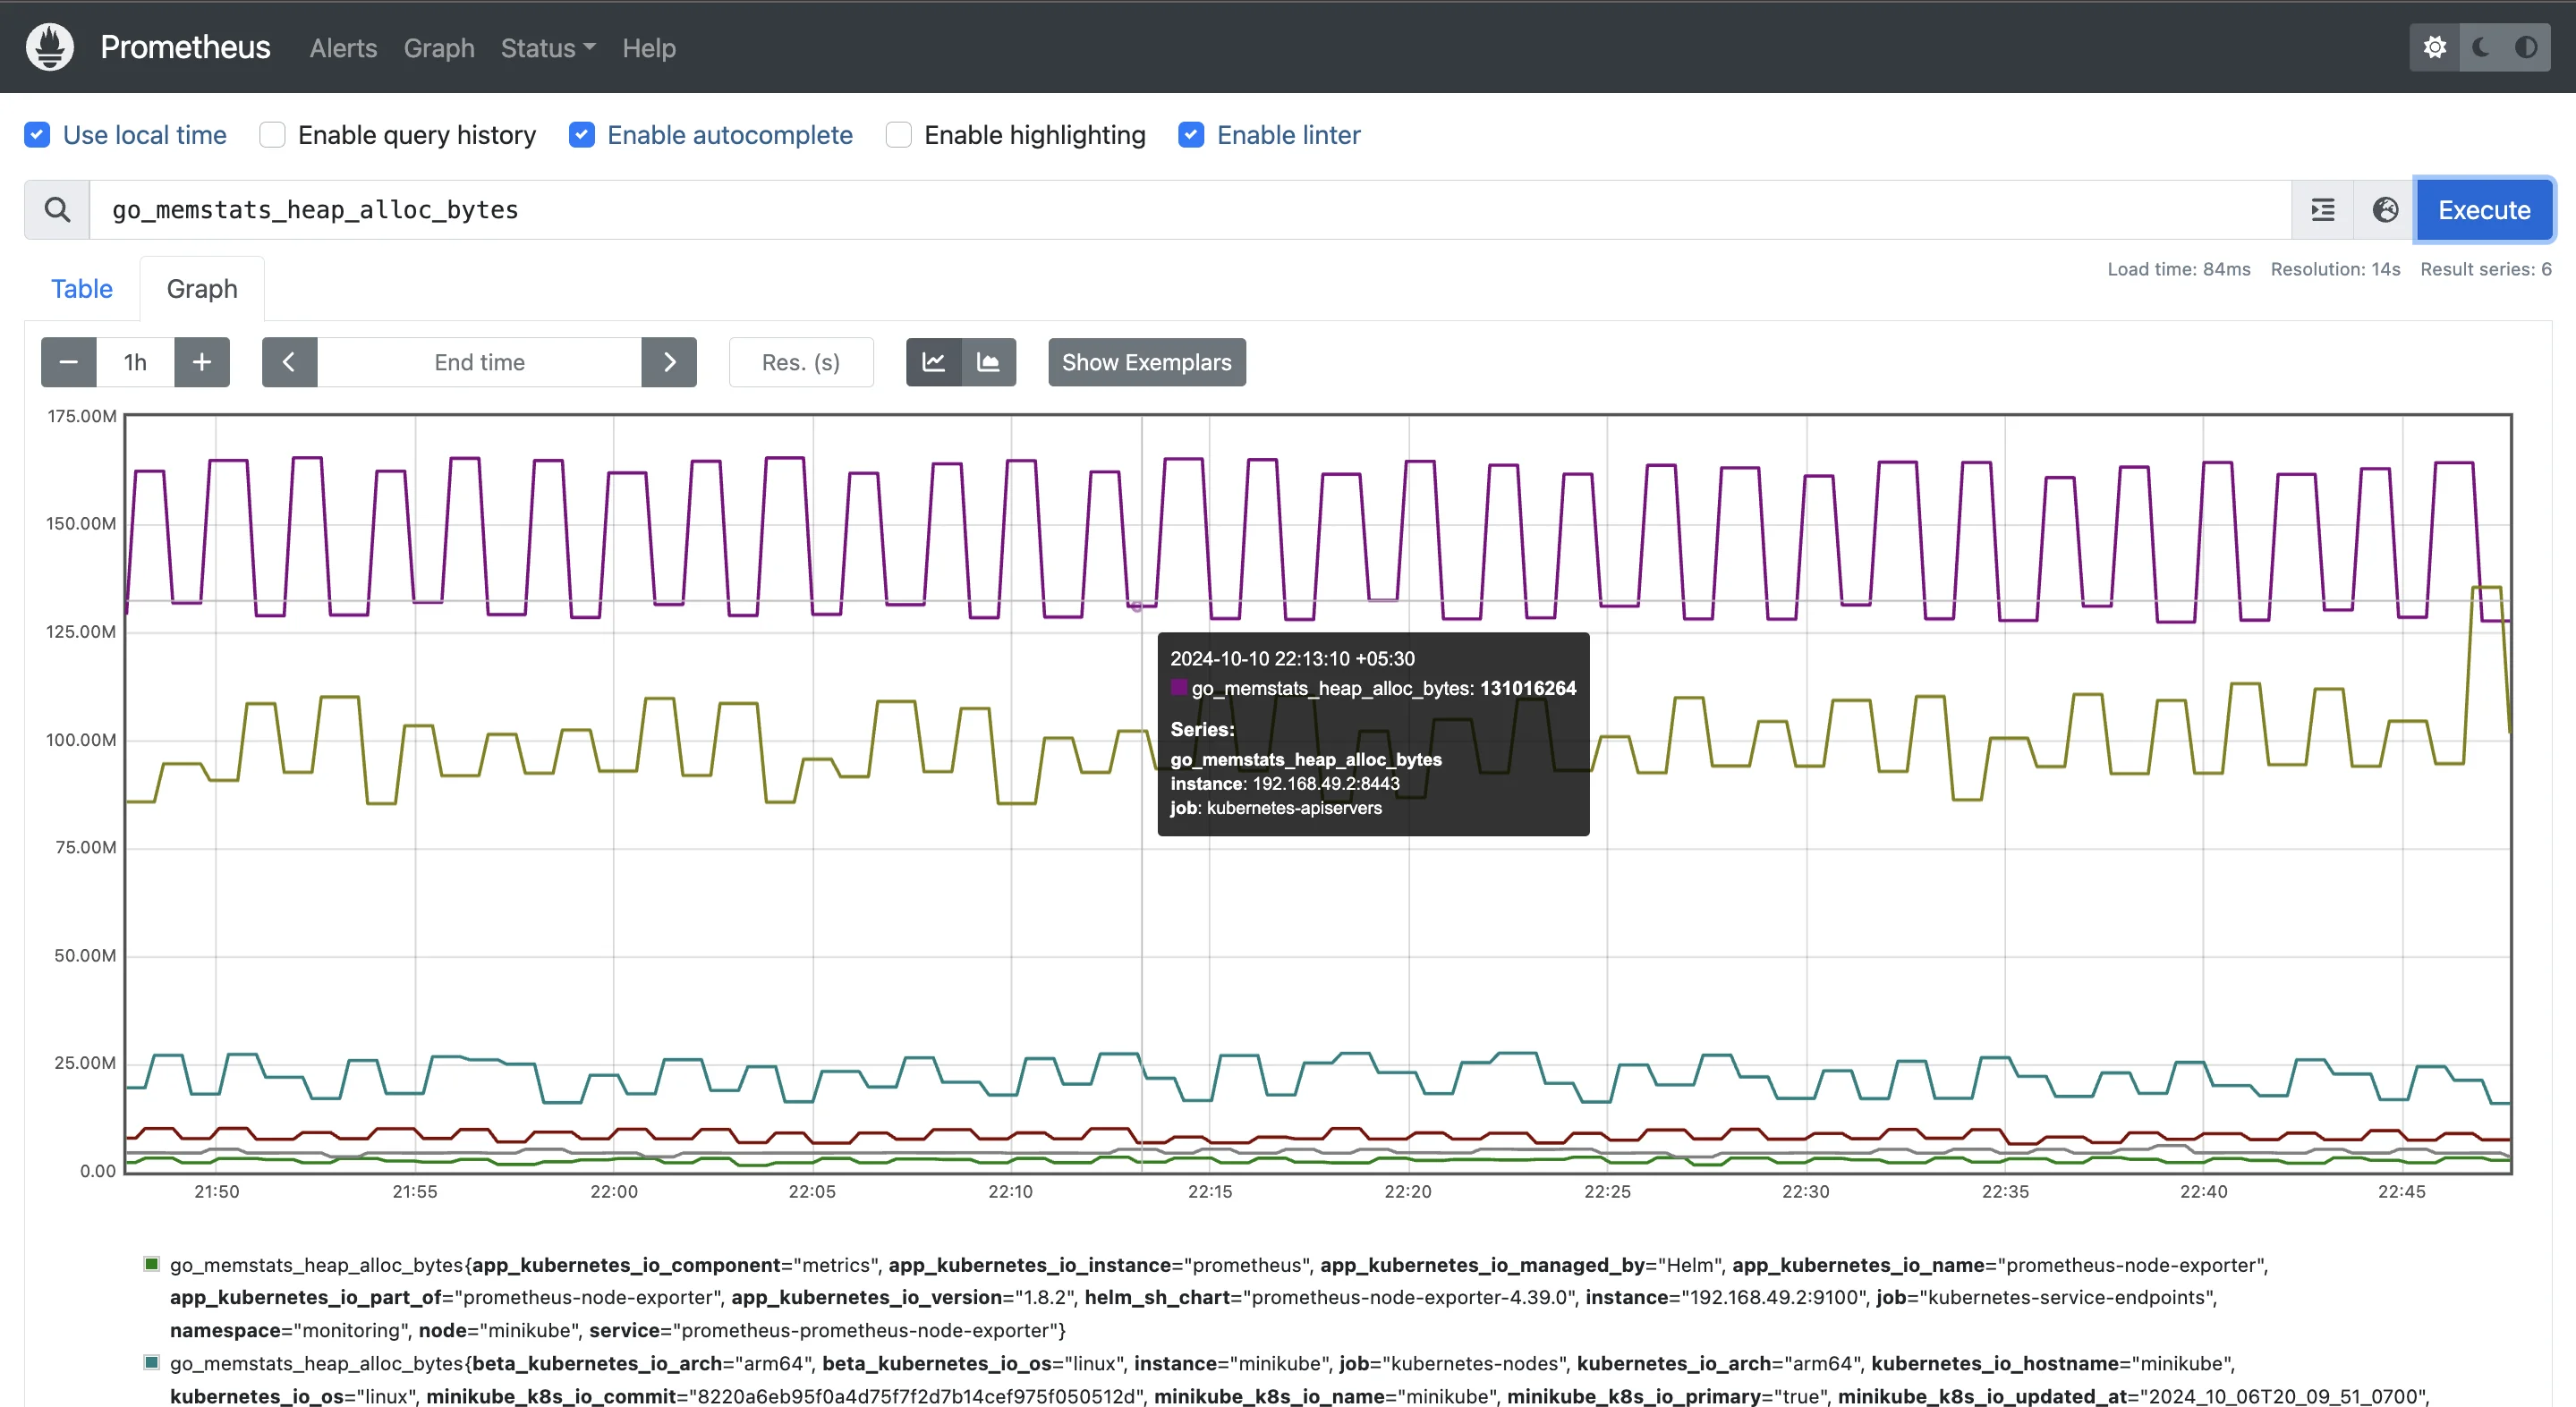 Prometheus Alerts Graph Status Help
Use local time Enable query history Enable autocomplete Enable highlighting Enable linter
go_memstats_heap_alloc_bytes Execute
Load time: 84ms Resolution: 14s Result series: 6
Table Graph
1h End time Res. (s) Show Exemplars
175.00M
150.00M
125.00M
100.00M
75.00M
50.00M
25.00M
0.00
2024-10-10 22:13:10 +05:30
go_memstats_heap_alloc_bytes: 131016264
Series:
go_memstats_heap_alloc_bytes
instance: 192.168.49.2:8443
job: kubernetes-apiservers
21:50 21:55 22:00 22:05 22:10 22:15 22:20 22:25 22:30 22:35 22:40 22:45
go_memstats_heap_alloc_bytes{app_kubernetes_io_component="metrics", app_kubernetes_io_instance="prometheus", app_kubernetes_io_managed_by="Helm", app_kubernetes_io_name="prometheus-node-exporter",
app_kubernetes_io_part_of="prometheus-node-exporter", app_kubernetes_io_version="1.8.2", helm_sh_chart="prometheus-node-exporter-4.39.0", instance="192.168.49.2:9100", job="kubernetes-service-endpoints",
namespace="monitoring", node="minikube", service="prometheus-prometheus-node-exporter"}
go_memstats_heap_alloc_bytes{beta_kubernetes_io_arch="arm64", beta_kubernetes_io_os="linux", instance="minikube", job="kubernetes-nodes", kubernetes_io_arch="arm64", kubernetes_io_hostname="minikube",
kubernetes_io_os="linux", minikube_k8s_io_commit="8220a6eb95f0a4d75f7f2d7b14cef975f050512d", minikube_k8s_io_name="minikube", minikube_k8s_io_primary="true", minikube_k8s_io_updated_at="2024_10_06T20_09_51_0700",